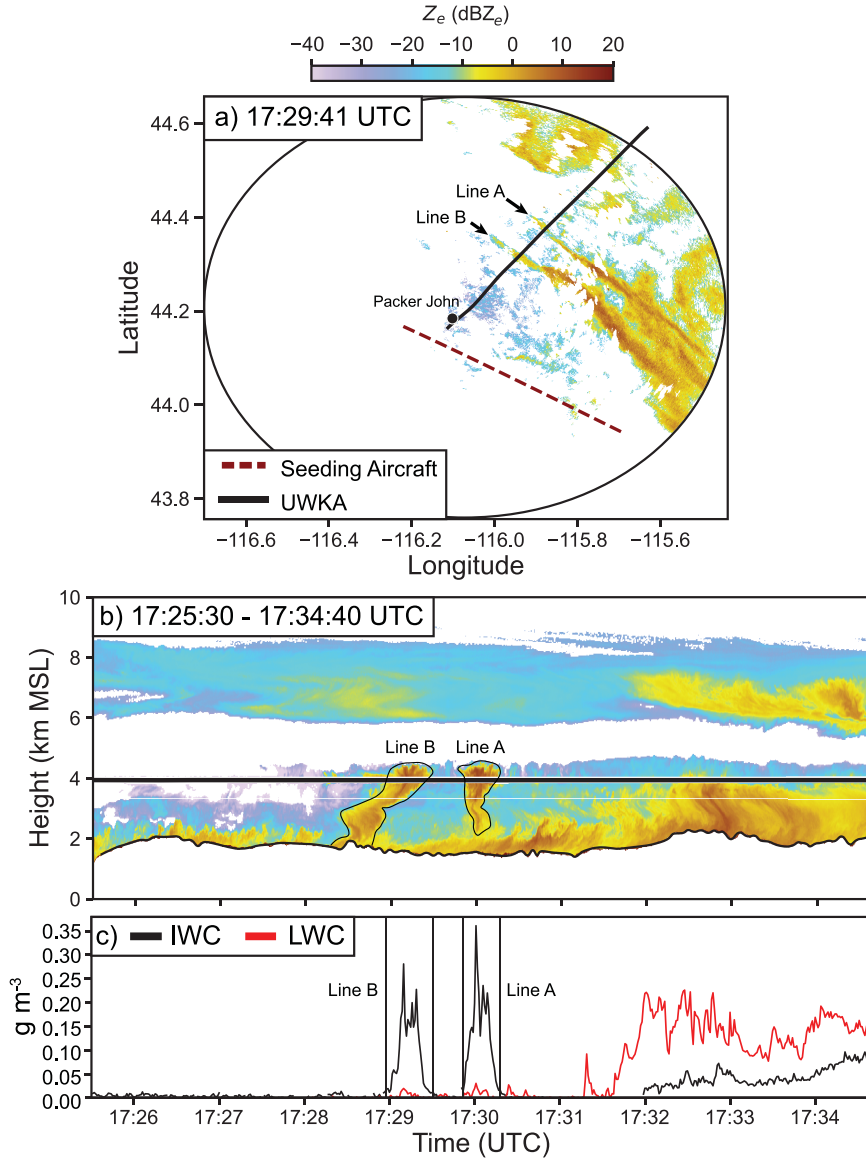 Zₑ (dBZₑ)
−40 −30 −20 −10 0 10 20
a) 17:29:41 UTC
44.6
44.4
44.2
44.0
43.8
Latitude
Line A
Line B
Packer John
Seeding Aircraft
UWKA
−116.6 −116.4 −116.2 −116.0 −115.8 −115.6
Longitude
b) 17:25:30 - 17:34:40 UTC
10
8
6
4
2
0
Height (km MSL)
Line B Line A
c) IWC LWC
0.35
0.30
0.25
0.20
0.15
0.10
0.05
0.00
g m⁻³
Line B Line A
17:26 17:27 17:28 17:29 17:30 17:31 17:32 17:33 17:34
Time (UTC)